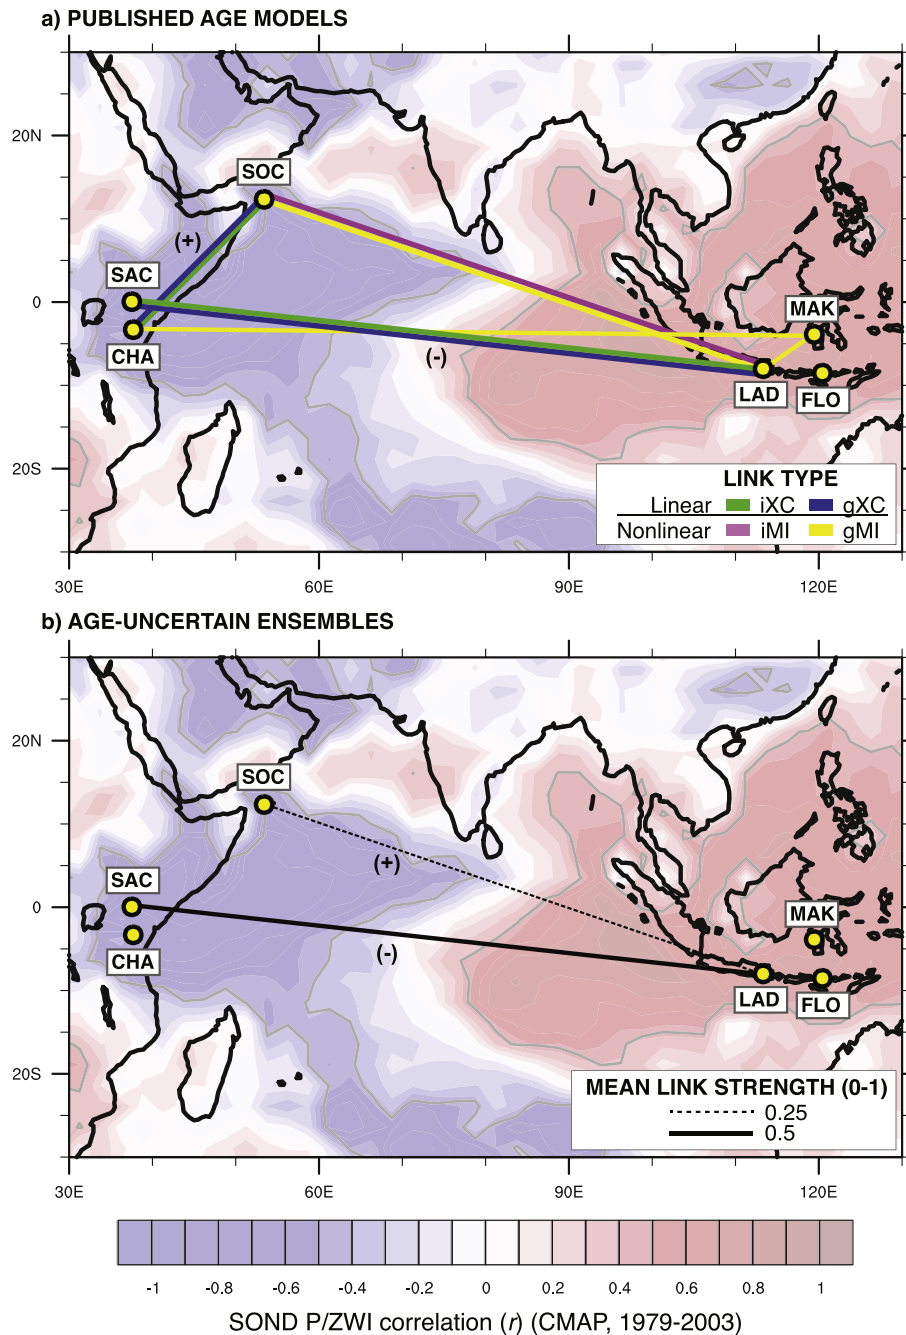 a) PUBLISHED AGE MODELS
20N
SOC
(+)
SAC
0
MAK
CHA
(-)
LAD
FLO
20S
LINK TYPE
Linear iXC gXC
Nonlinear iMI gMI
30E 60E 90E 120E
b) AGE-UNCERTAIN ENSEMBLES
20N
SOC
(+)
SAC
0
MAK
(-)
CHA
LAD
FLO
20S
MEAN LINK STRENGTH (0-1)
0.25
0.5
30E 60E 90E 120E
-1 -0.8 -0.6 -0.4 -0.2 0 0.2 0.4 0.6 0.8 1
SOND P/ZWI correlation (r) (CMAP, 1979-2003)